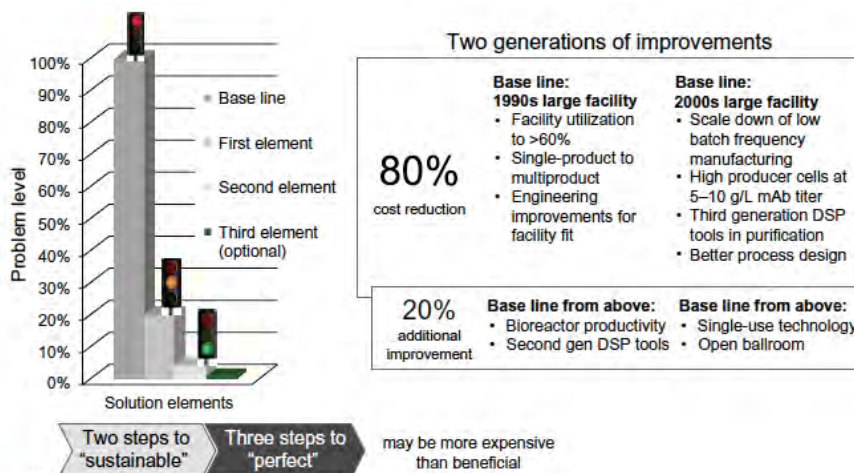 100%
90%
80%
70%
60%
50%
40%
30%
20%
10%
0%
Problem level
Solution elements
Base line
First element
Second element
Third element
(optional)
Two generations of improvements
80%
cost reduction
Base line:
1990s large facility
• Facility utilization
to >60%
• Single-product to
multiproduct
• Engineering
improvements for
facility fit
Base line:
2000s large facility
• Scale down of low
batch frequency
manufacturing
• High producer cells at
5–10 g/L mAb titer
• Third generation DSP
tools in purification
• Better process design
20%
additional
improvement
Base line from above:
• Bioreactor productivity
• Second gen DSP tools
Base line from above:
• Single-use technology
• Open ballroom
Two steps to
“sustainable”
Three steps to
“perfect”
may be more expensive
than beneficial